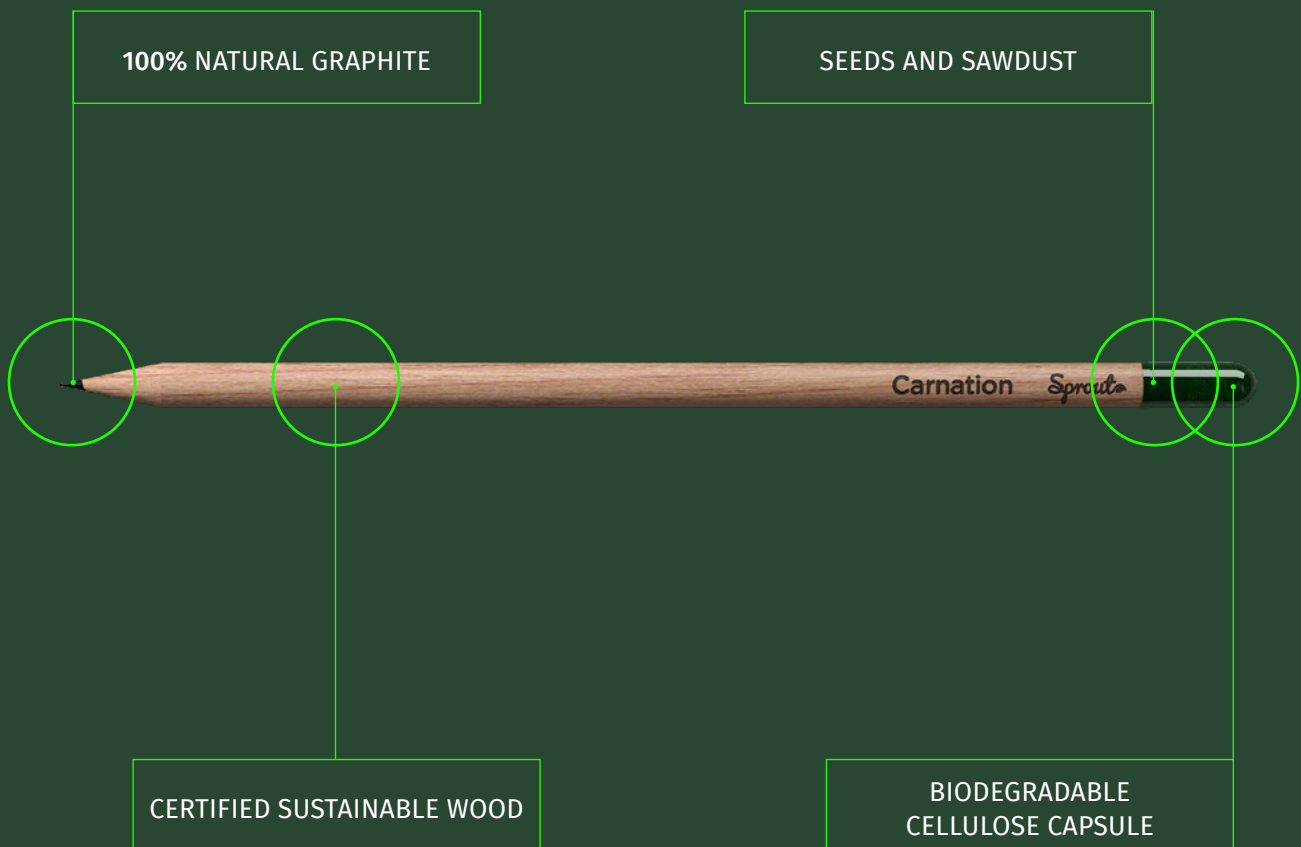 100% NATURAL GRAPHITE
SEEDS AND SAWDUST
Carnation Sprout
CERTIFIED SUSTAINABLE WOOD
BIODEGRADABLE
CELLULOSE CAPSULE